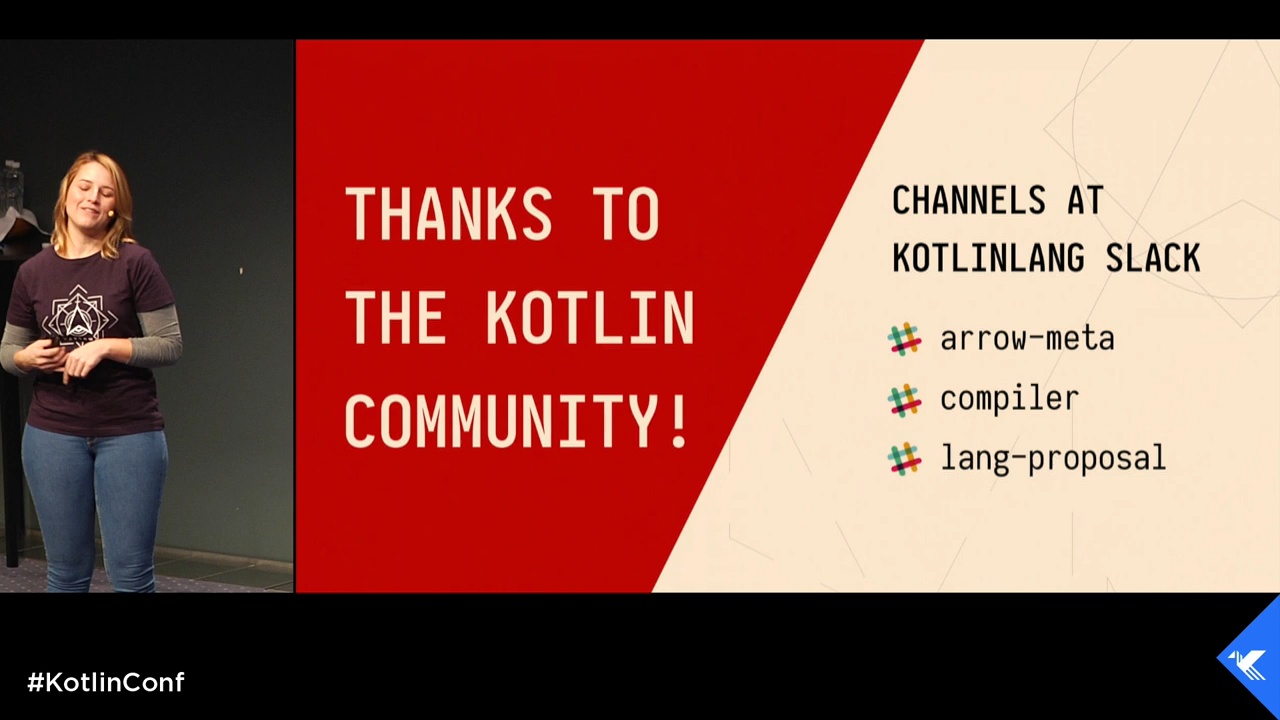 THANKS TO
THE KOTLIN
COMMUNITY!
CHANNELS AT
KOTLINLANG SLACK
arrow-meta
compiler
lang-proposal
#KotlinConf